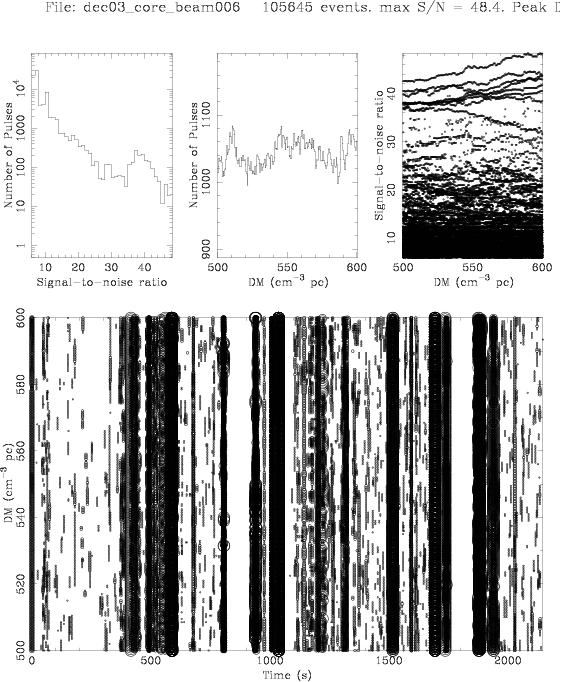 File: dec03_core_beam006 105645 events. max S/N = 48.4. Peak D
Number of Pulses
10⁴
1000
100
10
1
10 20 30 40
Signal-to-noise ratio
Number of Pulses
1100
1000
900
500 550 600
DM (cm⁻³ pc)
Signal-to-noise ratio
40
30
20
10
500 550 600
DM (cm⁻³ pc)
DM (cm⁻³ pc)
600
580
560
540
520
500
0 500 1000 1500 2000
Time (s)